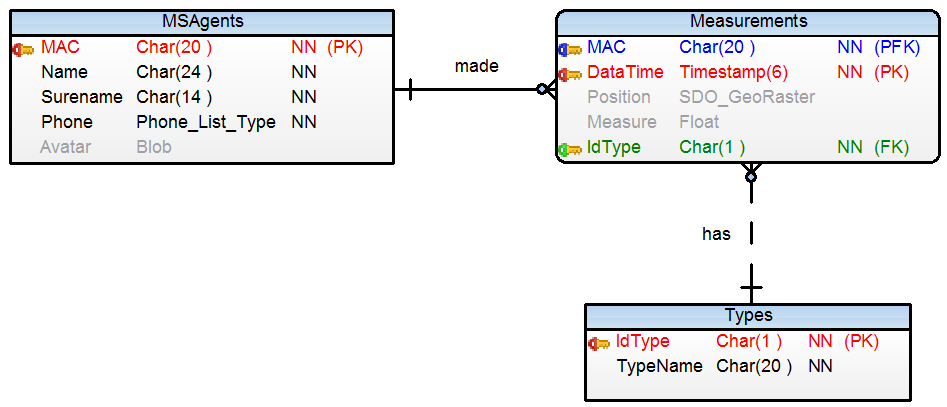 MSAgents
MAC Char(20 ) NN (PK)
Name Char(24 ) NN
Surename Char(14 ) NN
Phone Phone_List_Type NN
Avatar Blob
made
Measurements
MAC Char(20 ) NN (PFK)
DataTime Timestamp(6) NN (PK)
Position SDO_GeoRaster
Measure Float
IdType Char(1 ) NN (FK)
has
Types
IdType Char(1 ) NN (PK)
TypeName Char(20 ) NN